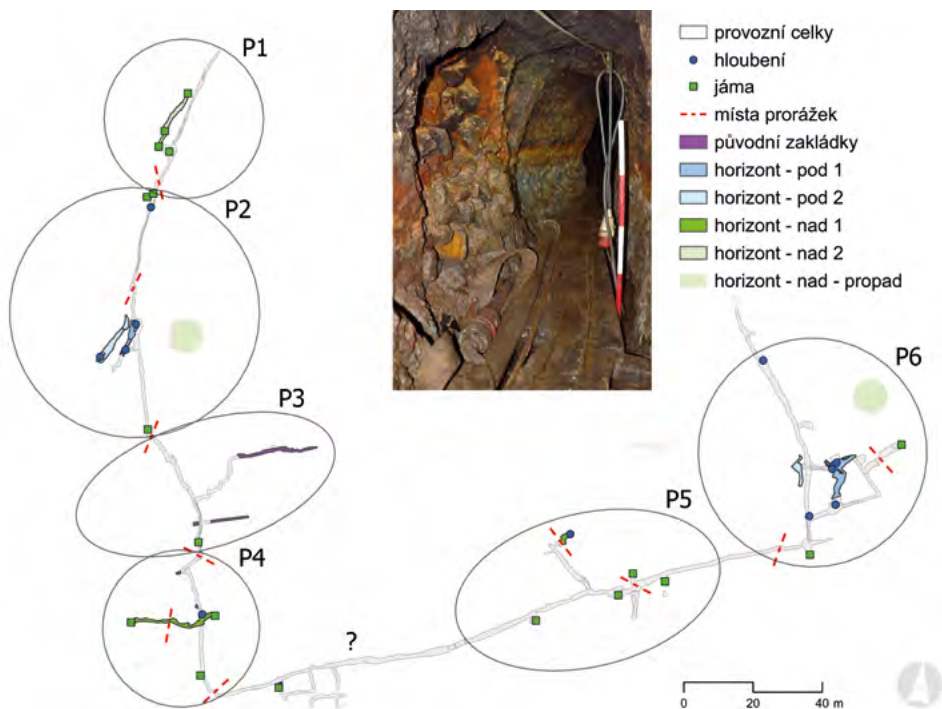 P1
P2
P3
P4
?
P5
P6
provozní celky
hloubení
jáma
místa prorážek
původní zakládky
horizont - pod 1
horizont - pod 2
horizont - nad 1
horizont - nad 2
horizont - nad - propad
0 20 40 m